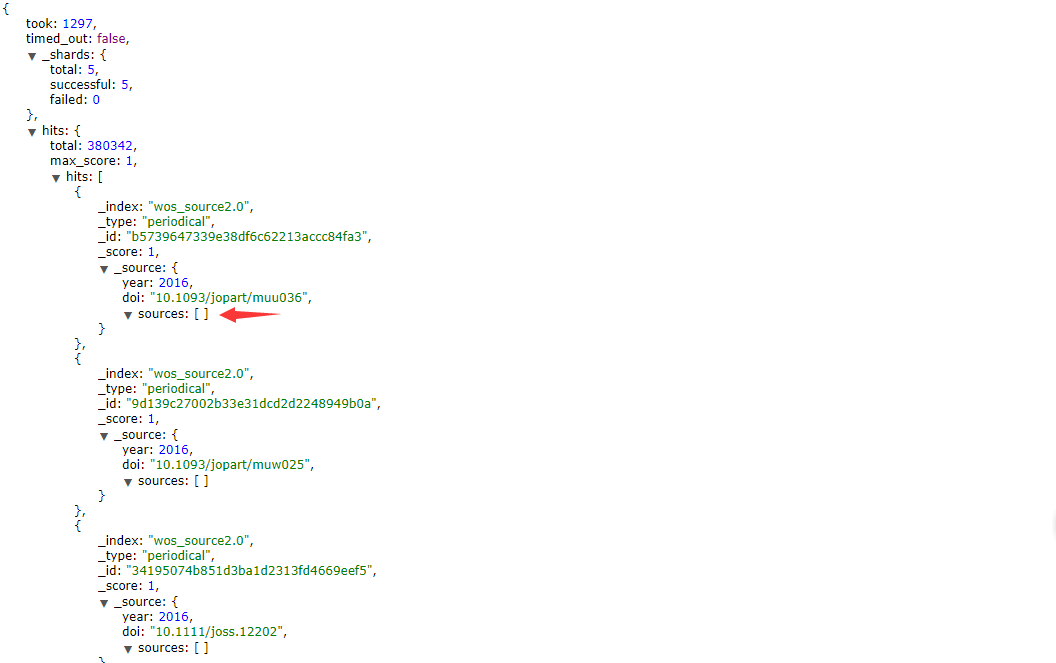 {
took: 1297,
timed_out: false,
▼ _shards: {
total: 5,
successful: 5,
failed: 0
},
▼ hits: {
total: 380342,
max_score: 1,
▼ hits: [
{
_index: "wos_source2.0",
_type: "periodical",
_id: "b5739647339e38df6c62213accc84fa3",
_score: 1,
▼ _source: {
year: 2016,
doi: "10.1093/jopart/muu036",
▼ sources: [ ]
}
},
{
_index: "wos_source2.0",
_type: "periodical",
_id: "9d139c27002b33e31dcd2d2248949b0a",
_score: 1,
▼ _source: {
year: 2016,
doi: "10.1093/jopart/muw025",
▼ sources: [ ]
}
},
{
_index: "wos_source2.0",
_type: "periodical",
_id: "34195074b851d3ba1d2313fd4669eef5",
_score: 1,
▼ _source: {
year: 2016,
doi: "10.1111/joss.12202",
▼ sources: [ ]
}